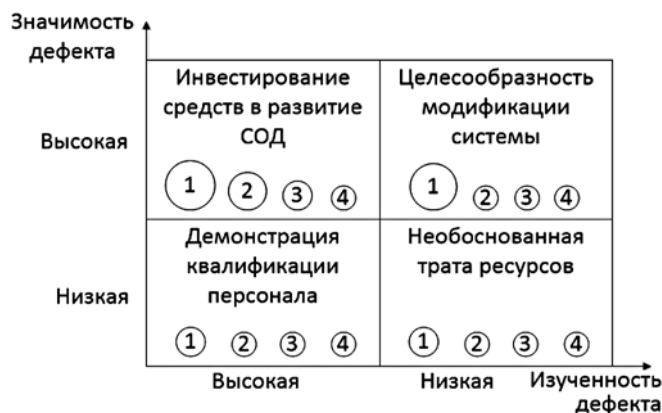 Значимость
дефекта
Высокая
Инвестирование
средств в развитие
СОД
1 2 3 4
Целесообразность
модификации
системы
1 2 3 4
Низкая
Демонстрация
квалификации
персонала
1 2 3 4
Необоснованная
трата ресурсов
1 2 3 4
Высокая
Низкая
Изученность
дефекта